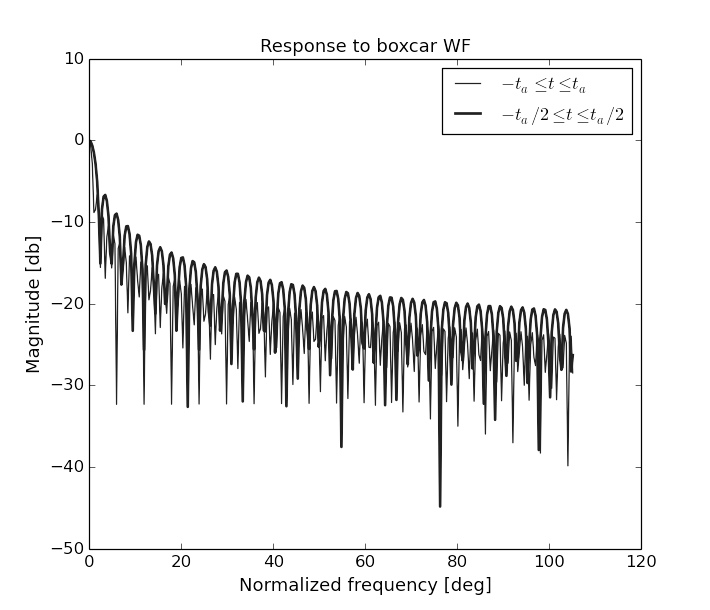 Response to boxcar WF
−t_a ≤ t ≤ t_a
−t_a/2 ≤ t ≤ t_a/2
10
0
−10
−20
−30
−40
−50
Magnitude [db]
0 20 40 60 80 100 120
Normalized frequency [deg]